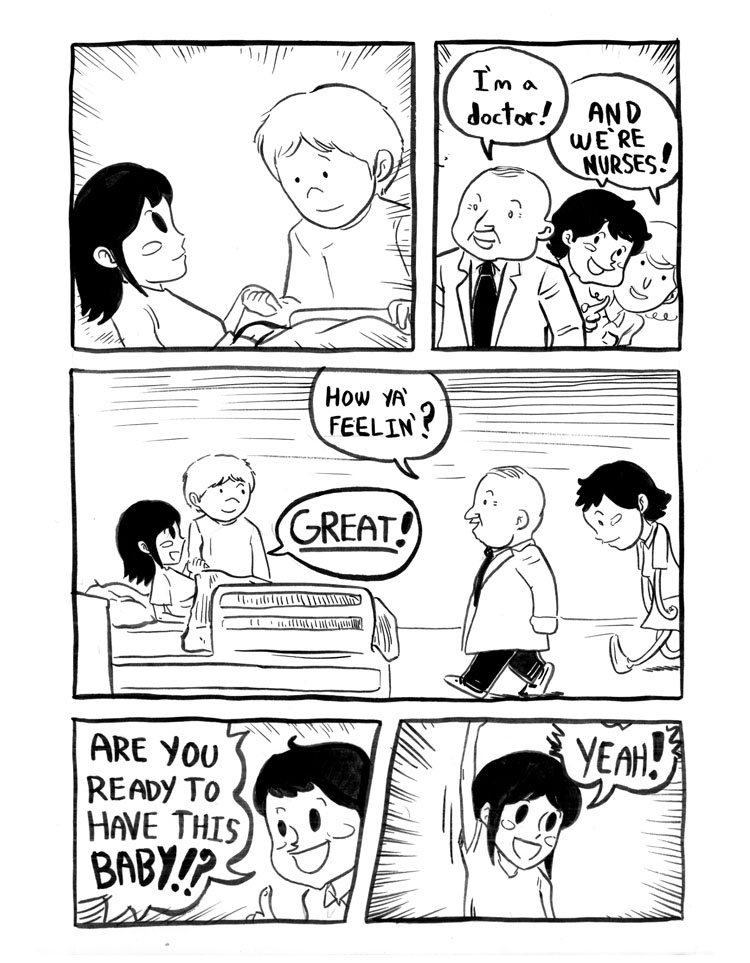 I'm a
doctor!
AND
WE'RE
NURSES!
HOW YA'
FEELIN'?
GREAT!
ARE YOU
READY TO
HAVE THIS
BABY!!?
YEAH!